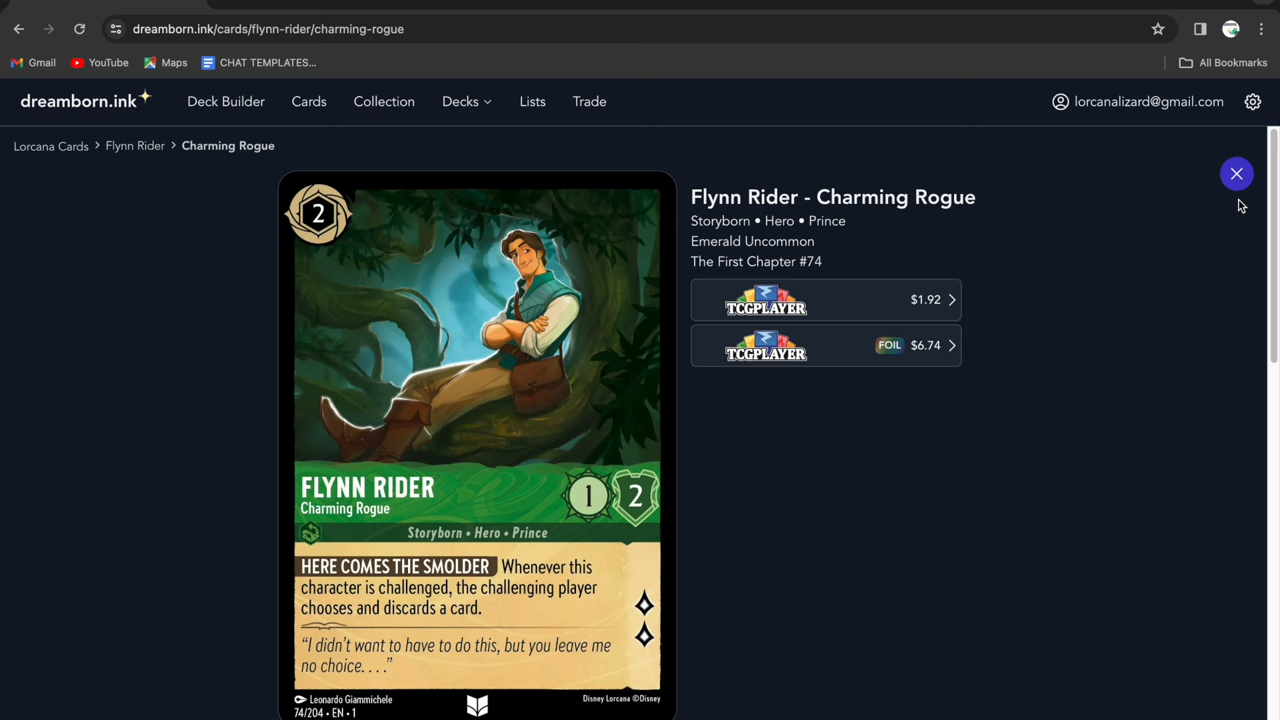 dreamborn.ink/cards/flynn-rider/charming-rogue
Gmail YouTube Maps CHAT TEMPLATES... All Bookmarks
dreamborn.ink Deck Builder Cards Collection Decks Lists Trade lorcanalizard@gmail.com
Lorcana Cards > Flynn Rider > Charming Rogue
2
Flynn Rider - Charming Rogue
Storyborn • Hero • Prince
Emerald Uncommon
The First Chapter #74
TCGPLAYER $1.92
TCGPLAYER FOIL $6.74
FLYNN RIDER
Charming Rogue
1 2
Storyborn • Hero • Prince
HERE COMES THE SMOLDER Whenever this
character is challenged, the challenging player
chooses and discards a card.
“I didn’t want to have to do this, but you leave me
no choice. . . .”
Leonardo Giammichele Disney Lorcana ©Disney
74/204 • EN • 1